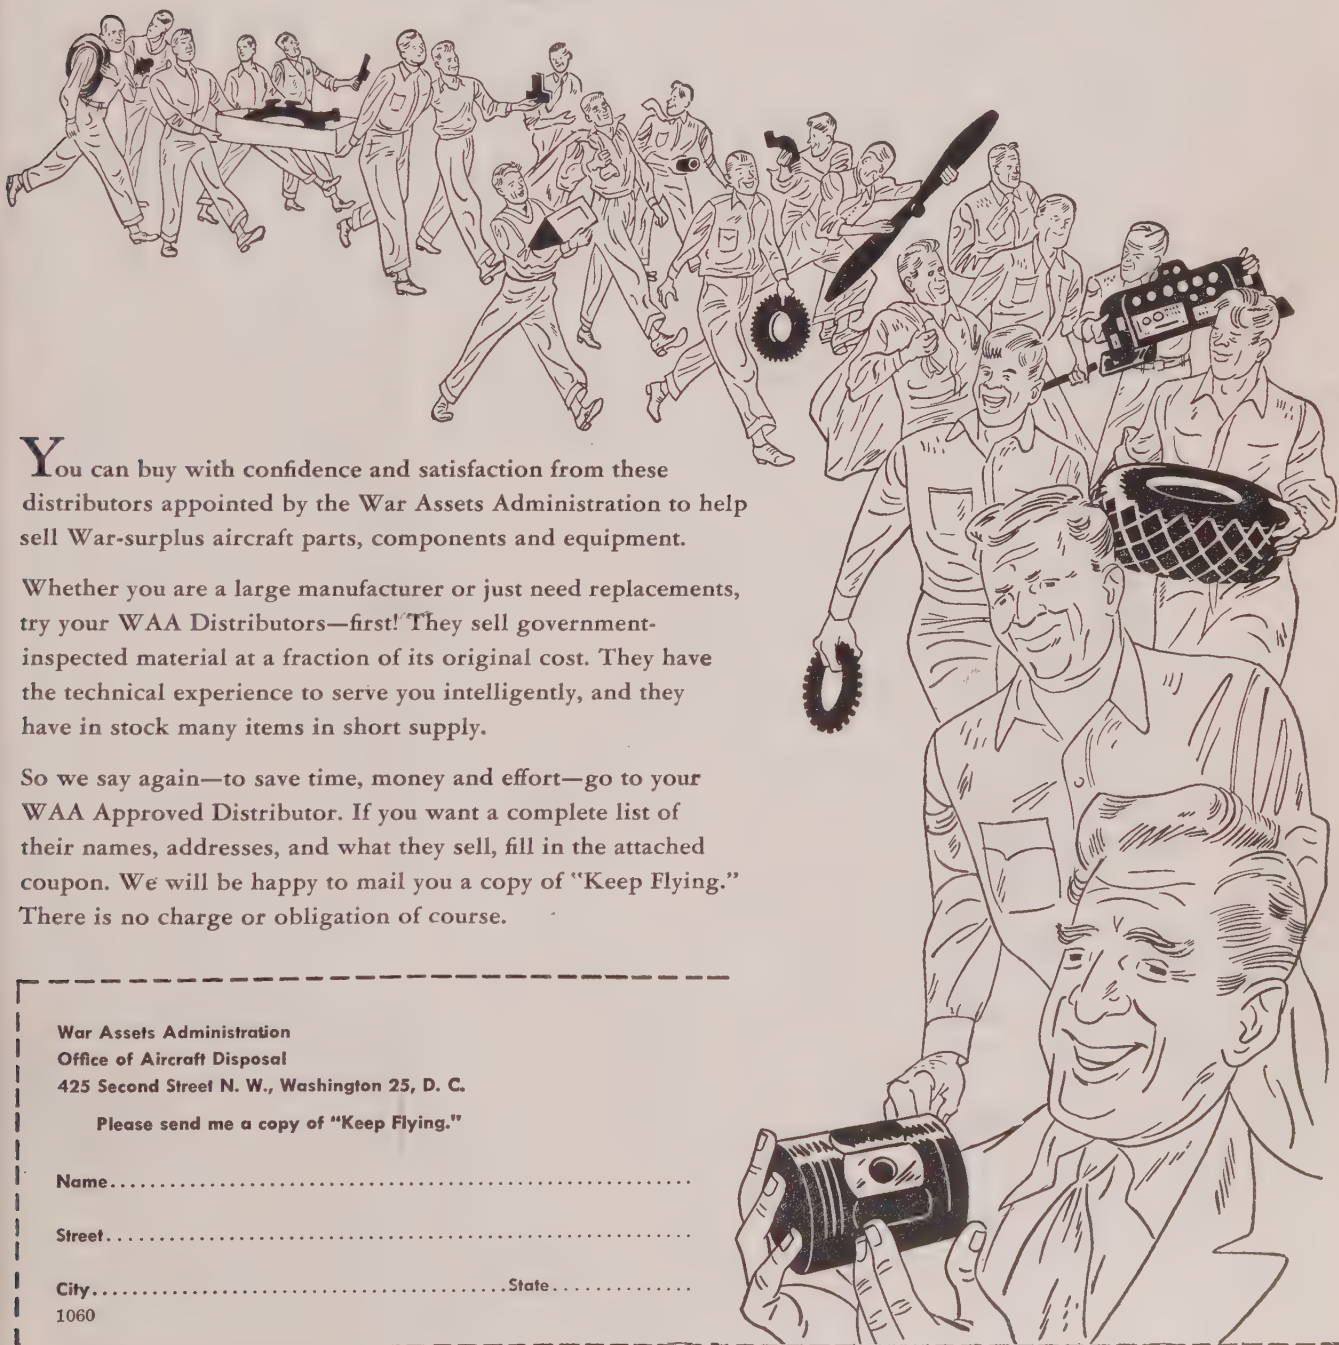 You can buy with confidence and satisfaction from these
distributors appointed by the War Assets Administration to help
sell War-surplus aircraft parts, components and equipment.
Whether you are a large manufacturer or just need replacements,
try your WAA Distributors—first! They sell government-
inspected material at a fraction of its original cost. They have
the technical experience to serve you intelligently, and they
have in stock many items in short supply.
So we say again—to save time, money and effort—go to your
WAA Approved Distributor. If you want a complete list of
their names, addresses, and what they sell, fill in the attached
coupon. We will be happy to mail you a copy of "Keep Flying."
There is no charge or obligation of course.
War Assets Administration
Office of Aircraft Disposal
425 Second Street N. W., Washington 25, D. C.
Please send me a copy of "Keep Flying."
Name
Street
City State
1060